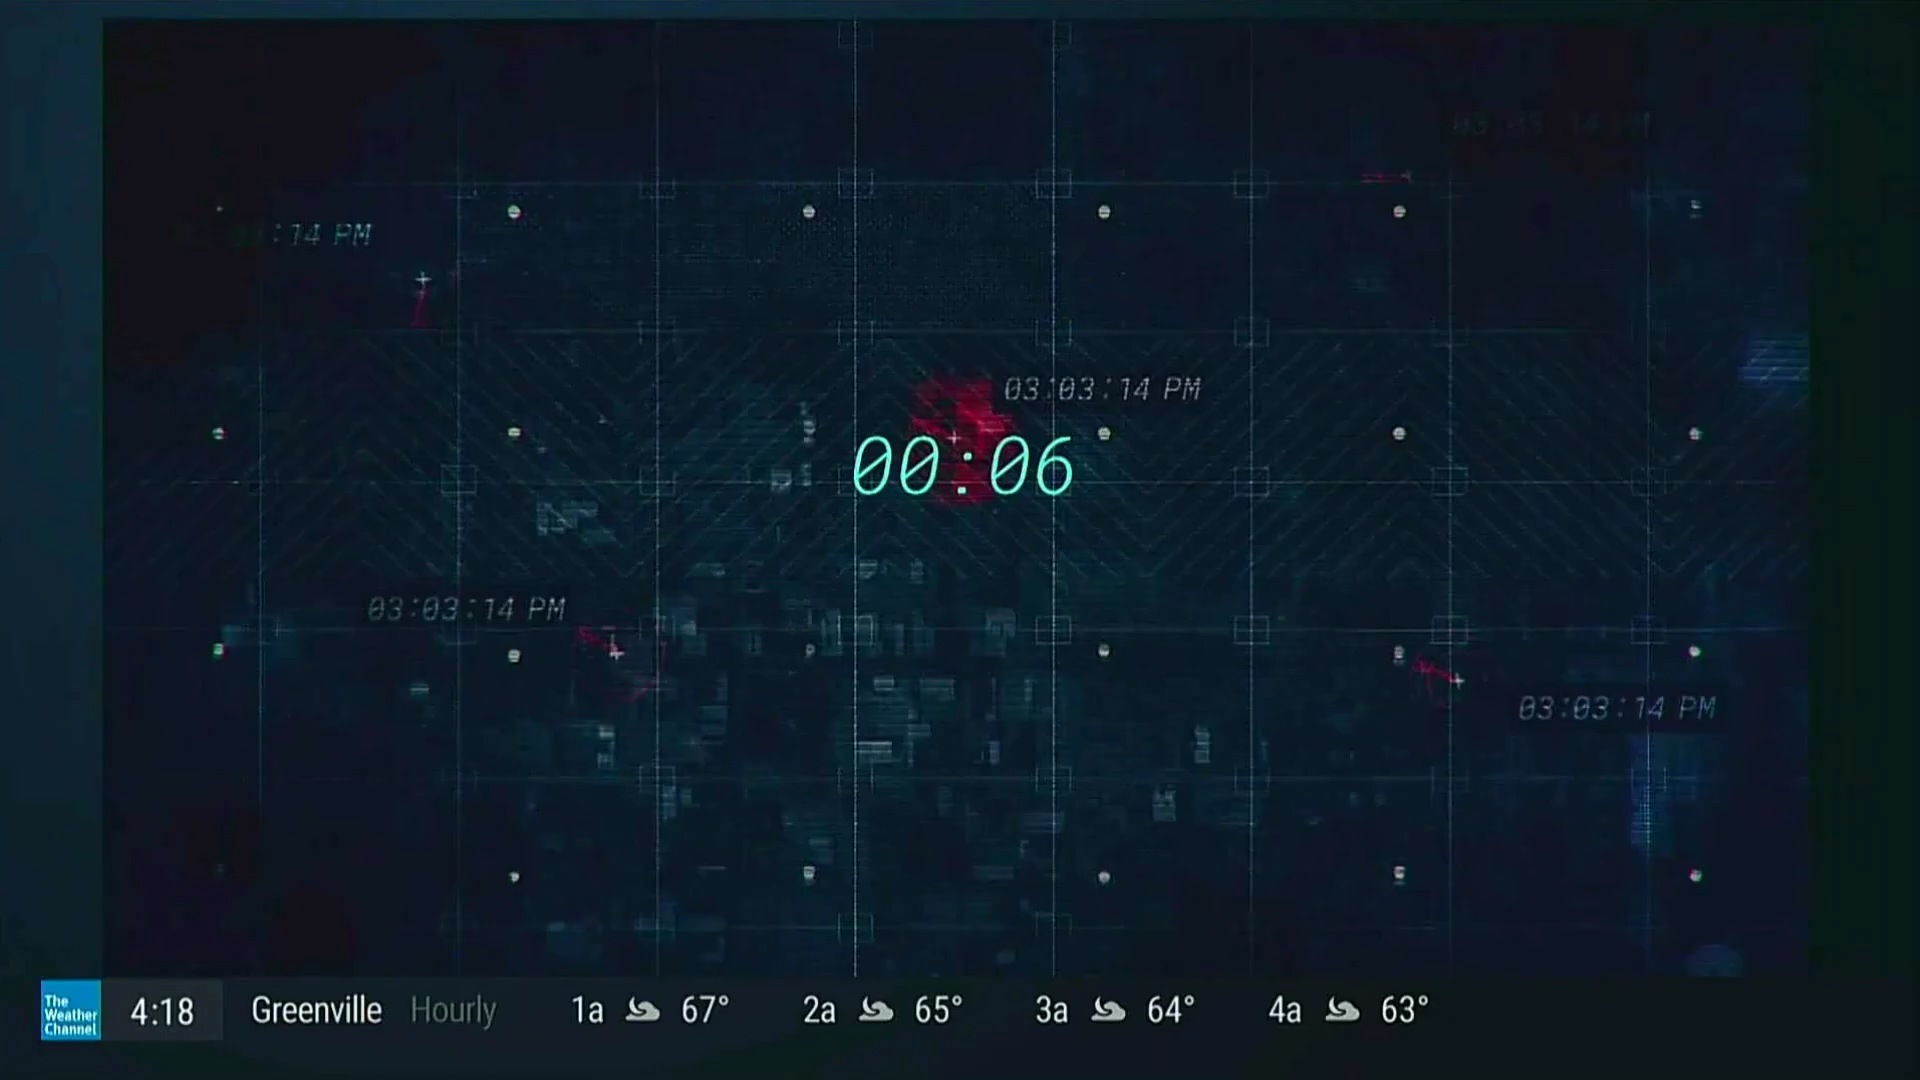 :14 PM
03:03:14 PM
00:06
03:03:14 PM
03:03:14 PM
The
Weather
Channel
4:18
Greenville Hourly 1a 67° 2a 65° 3a 64° 4a 63°